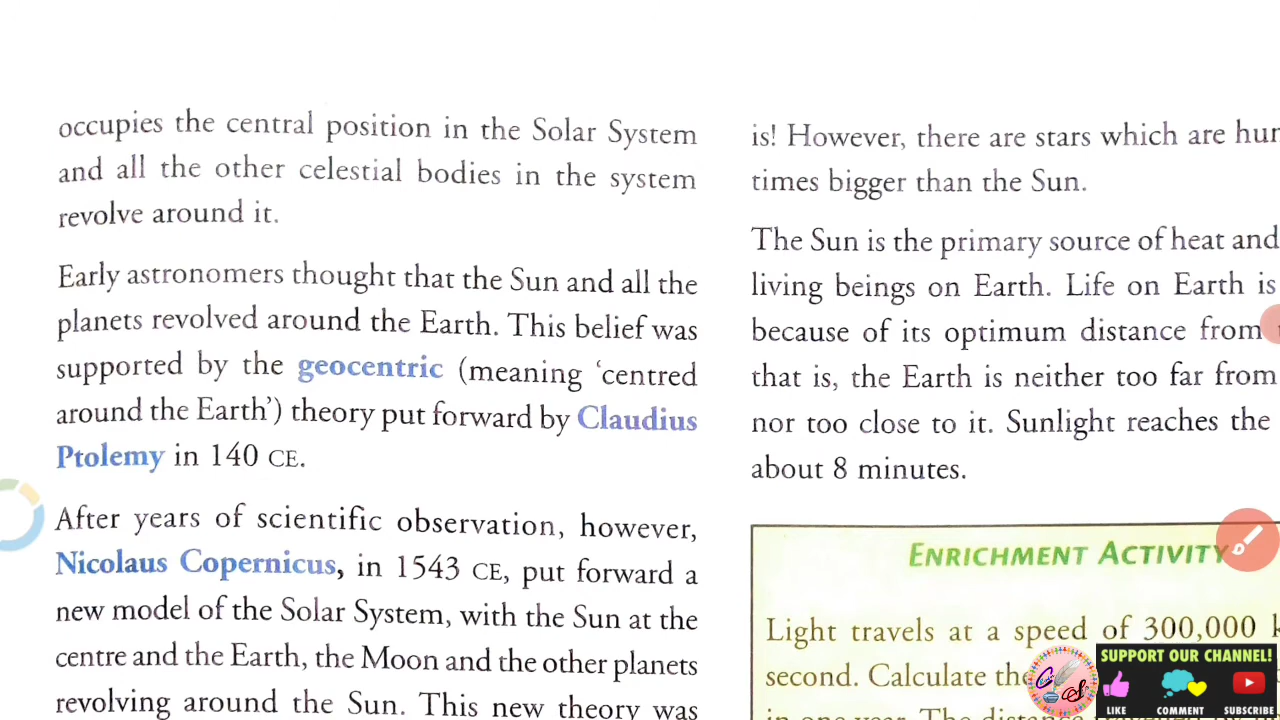 occupies the central position in the Solar System
and all the other celestial bodies in the system
revolve around it.
Early astronomers thought that the Sun and all the
planets revolved around the Earth. This belief was
supported by the geocentric (meaning ‘centred
around the Earth’) theory put forward by Claudius
Ptolemy in 140 CE.
After years of scientific observation, however,
Nicolaus Copernicus, in 1543 CE, put forward a
new model of the Solar System, with the Sun at the
centre and the Earth, the Moon and the other planets
revolving around the Sun. This new theory was
is! However, there are stars which are
times bigger than the Sun.
The Sun is the primary source of heat and
living beings on Earth. Life on Earth is
because of its optimum distance from
that is, the Earth is neither too far from
nor too close to it. Sunlight reaches the
about 8 minutes.
ENRICHMENT ACTIVITY
Light travels at a speed of 300,000
second. Calculate the
SUPPORT OUR CHANNEL!
LIKE COMMENT SUBSCRIBE